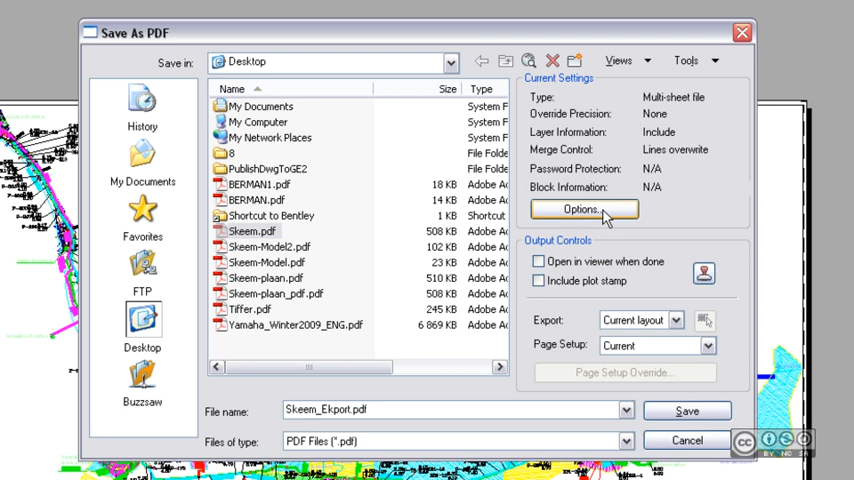 Save As PDF
Save in:
Desktop
Views
Tools
History
My Documents
Favorites
FTP
Desktop
Buzzsaw
Name
Size
Type
My Documents
System F
My Computer
System F
My Network Places
System F
8
File Folde
PublishDwgToGE2
File Folde
BERMAN1.pdf
18 KB
Adobe Ac
BERMAN.pdf
14 KB
Adobe Ac
Shortcut to Bentley
1 KB
Shortcut
Skeem.pdf
508 KB
Adobe Ac
Skeem-Model2.pdf
102 KB
Adobe Ac
Skeem-Model.pdf
23 KB
Adobe Ac
Skeem-plaan.pdf
510 KB
Adobe Ac
Skeem-plaan_pdf.pdf
508 KB
Adobe Ac
Tiffer.pdf
245 KB
Adobe Ac
Yamaha_Winter2009_ENG.pdf
6 869 KB
Adobe Ac
Current Settings
Type: Multi-sheet file
Override Precision: None
Layer Information: Include
Merge Control: Lines overwrite
Password Protection: N/A
Block Information: N/A
Options...
Output Controls
Open in viewer when done
Include plot stamp
Export: Current layout
Page Setup: Current
Page Setup Override...
File name: Skeem_Ekport.pdf
Save
Files of type: PDF Files (*.pdf)
Cancel
cc
BY NC SA